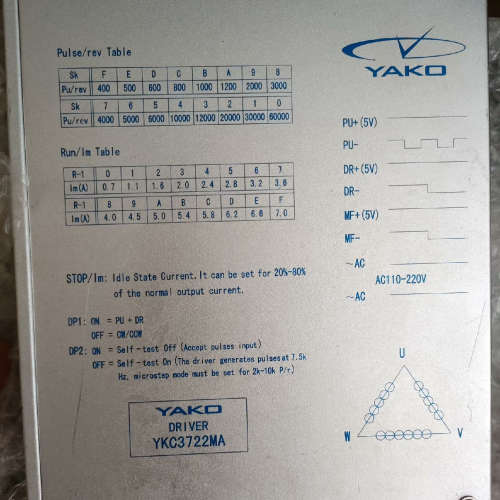 Pulse/rev Table
Sk F E D C B A 9 8
Pu/rev 400 500 600 800 1000 1200 2000 3000
Sk 7 6 5 4 3 2 1 0
Pu/rev 4000 5000 6000 10000 12000 20000 30000 60000
Run/Im Table
R-1 0 1 2 3 4 5 6 7
Im(A) 0.7 1.1 1.6 2.0 2.4 2.8 3.2 3.6
R-1 8 9 A B C D E F
Im(A) 4.0 4.5 5.0 5.4 5.8 6.2 6.6 7.0
STOP/Im: Idle State Current. It can be set for 20%-80%
of the normal output current.
DP1: ON = PU + DR
OFF = CW/CCW
DP2: ON = Self-test Off (Accept pulses input)
OFF = Self-test On (The driver generates pulses at 7.5k
Hz, microstep mode must be set for 2k-10k P/r.)
YAKO
DRIVER
YKC3722MA
YAKO
PU+(5V)
PU-
DR+(5V)
DR-
MF+(5V)
MF-
~AC
AC110-220V
~AC
U
W
V